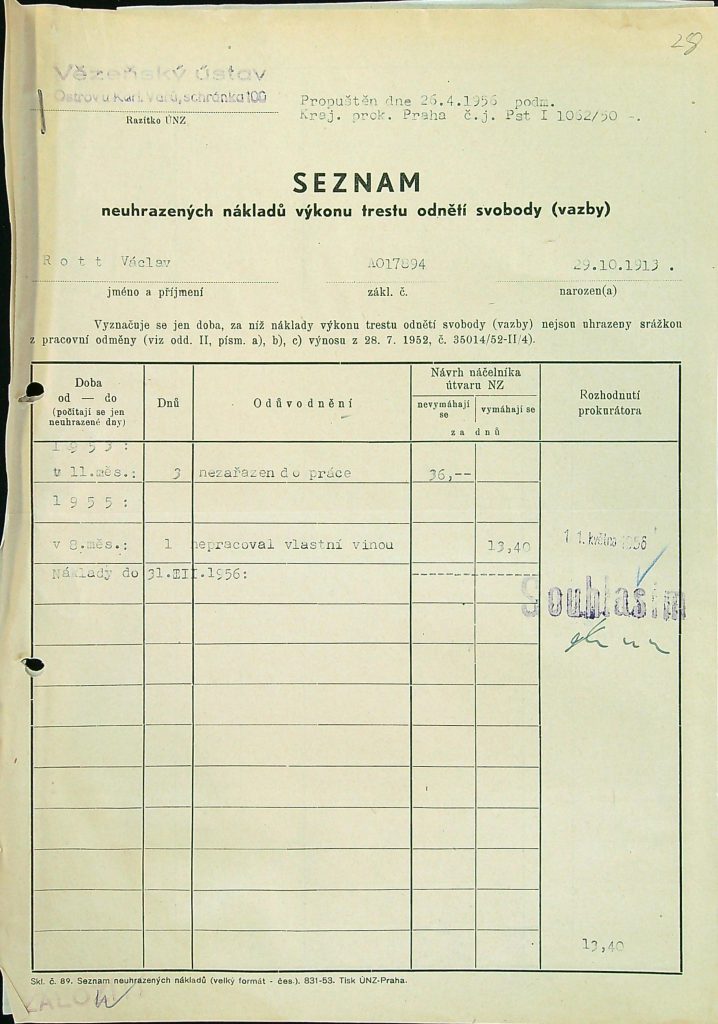 28
Vězeňský ústav
Ostrov u Karl. Varů, schránka 100
Razítko ÚNZ
Propuštěn dne 26.4.1956 podm.
Kraj. prok. Praha č.j. Pst I 1062/50 -.
SEZNAM
neuhrazených nákladů výkonu trestu odnětí svobody (vazby)
Rott Václav A017894 29.10.1913 .
jméno a příjmení zákl. č. narozen(a)
Vyznačuje se jen doba, za níž náklady výkonu trestu odnětí svobody (vazby) nejsou uhrazeny srážkou
z pracovní odměny (viz odd. II, písm. a), b), c) výnosu z 28. 7. 1952, č. 35014/52-II/4).
Doba
od — do
(počítají se jen
neuhrazené dny)
Dnů
Odůvodnění
Návrh náčelníka
útvaru NZ
nevymáhají
se
vymáhají se
za dnů
Rozhodnutí
prokurátora
1953:
v 11.měs.: 3 nezařazen do práce 36,--
1955:
v 8.měs.: 1 nepracoval vlastní vinou 13,40
11. května 1956
Náklady do 31.III.1956: --------------
Souhlasím
13,40
Skl. č. 89. Seznam neuhrazených nákladů (velký formát - čes.). 831-53. Tisk ÚNZ-Praha.